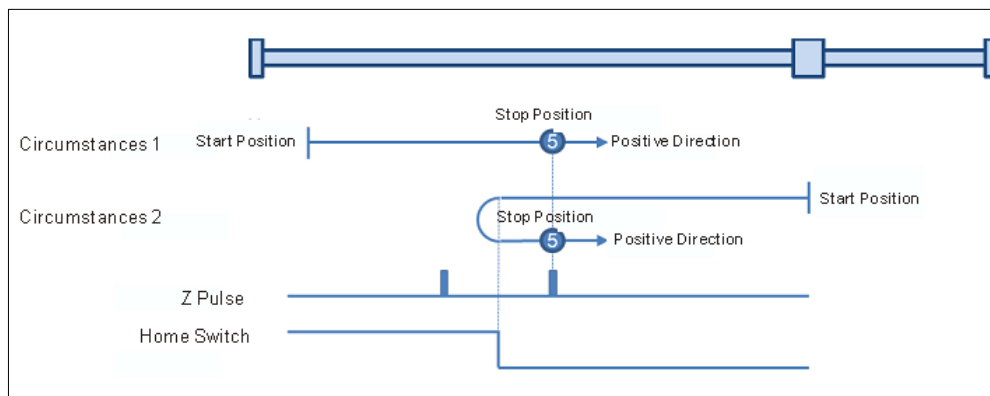 Stop Position
Circumstances 1 Start Position 5 Positive Direction
Start Position
Circumstances 2 Stop Position
5 Positive Direction
Z Pulse
Home Switch